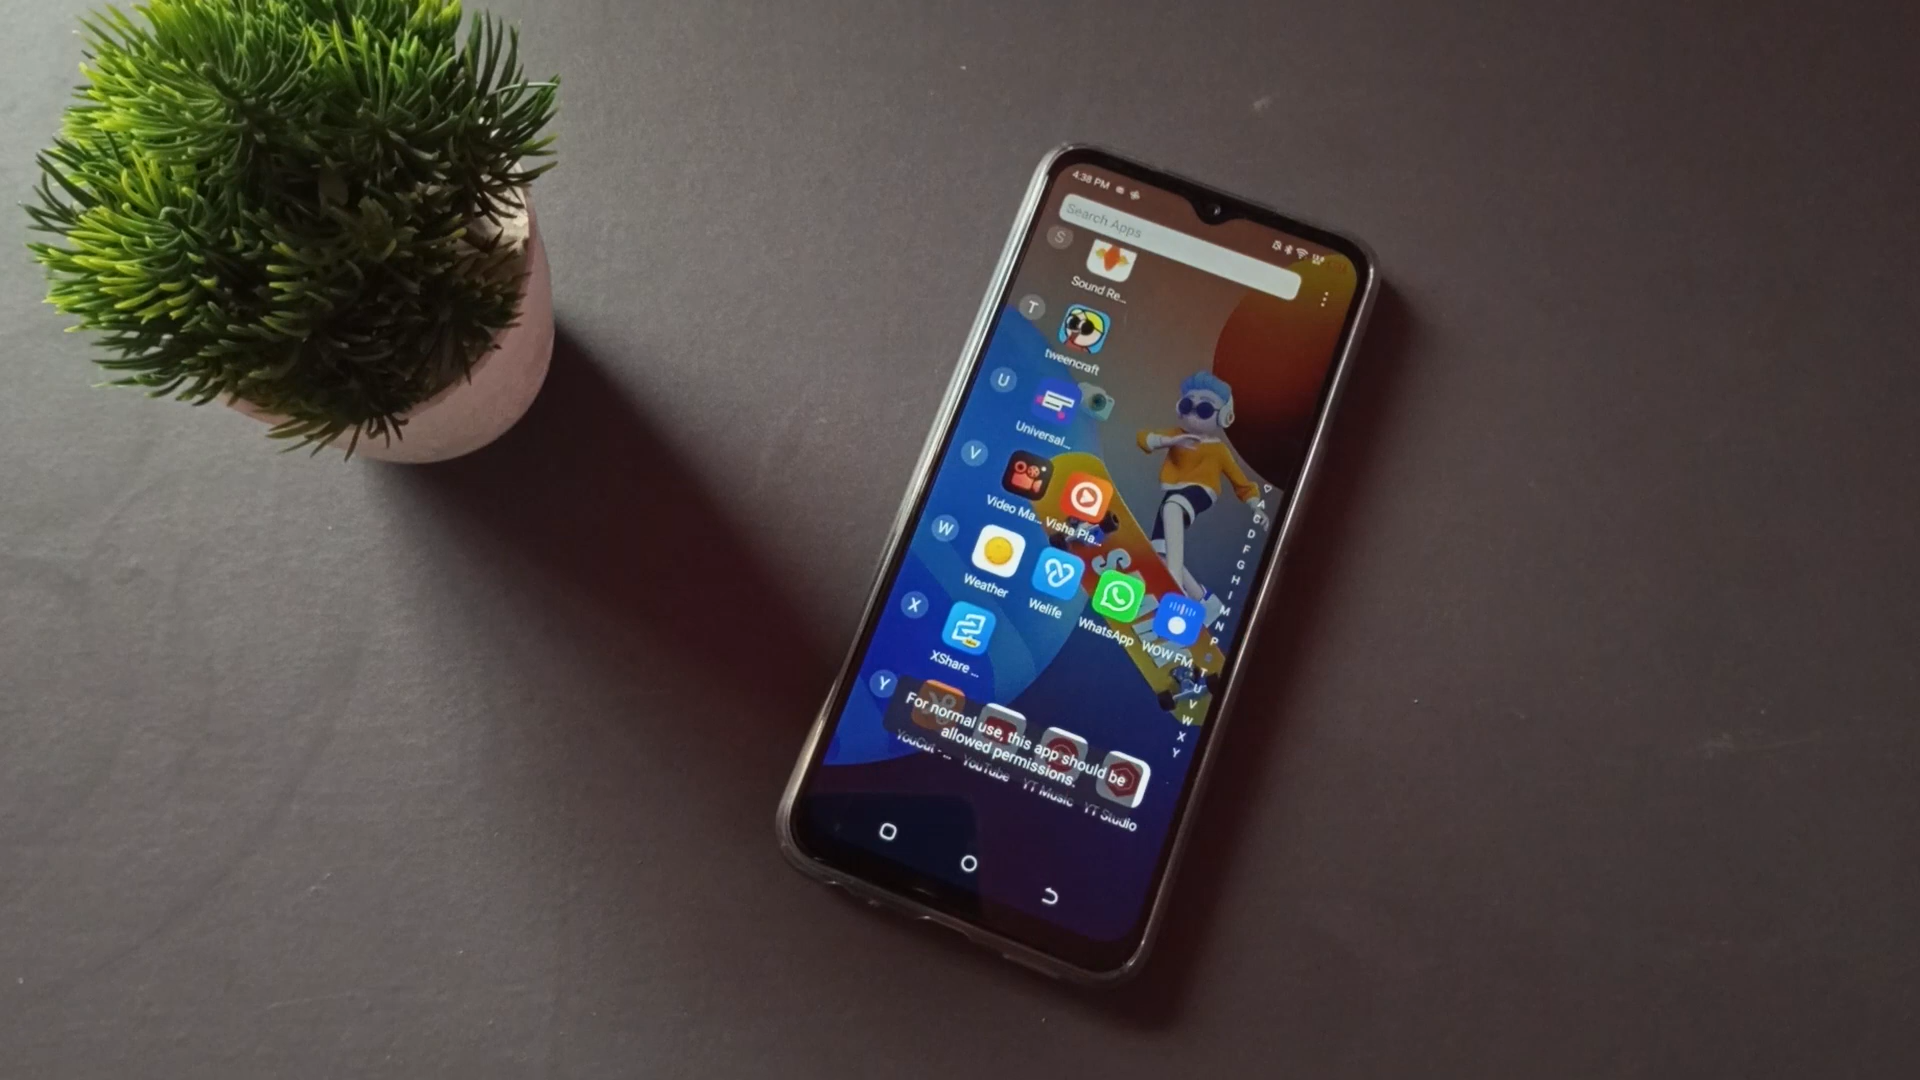 4:38 PM
Search Apps
S
Sound Re...
T
tweencraft
U
Universal...
V
Video Ma... Visha Pla...
W
Weather Welife WhatsApp WOW FM
X
XShare ...
Y
For normal use, this app should be
allowed permissions.
YouCut - ... YouTube YT Music YT Studio
A
C
D
F
G
H
I
M
N
P
S
T
U
V
W
X
Y